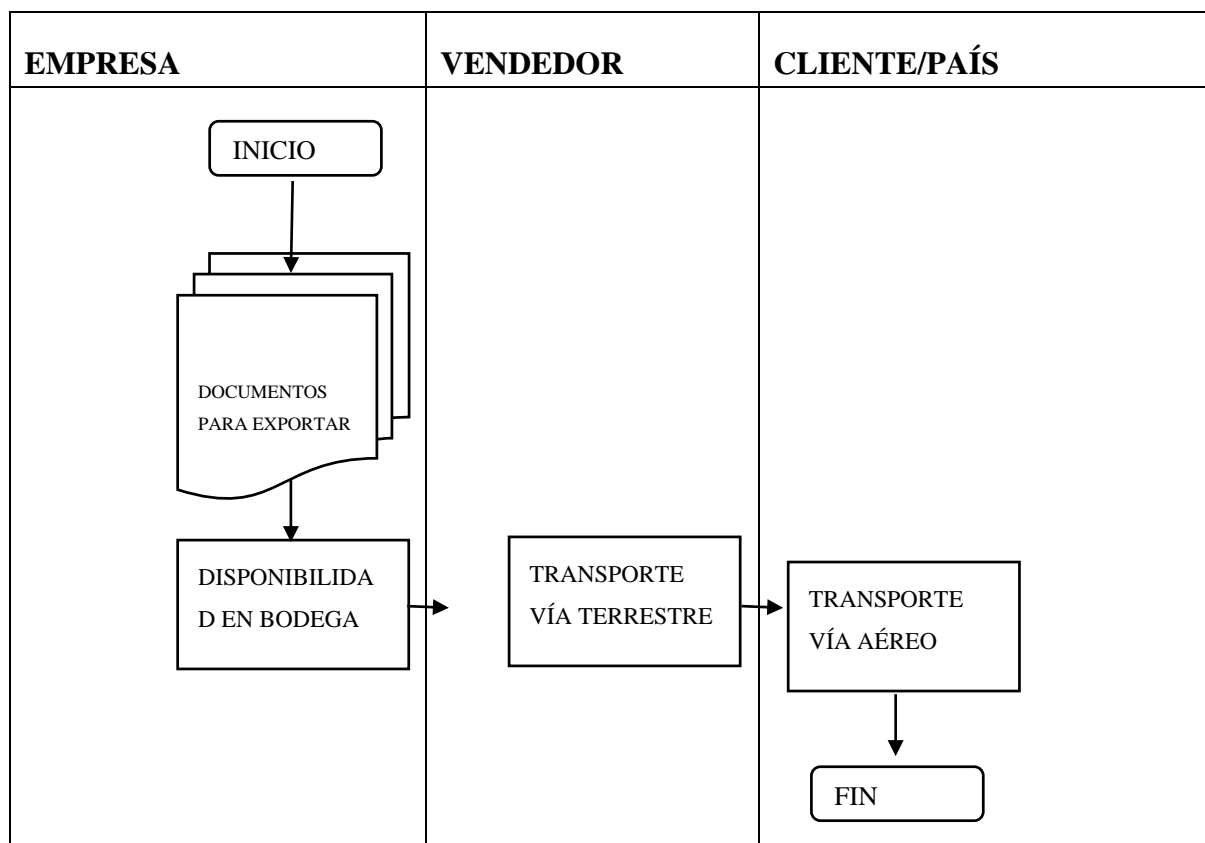 EMPRESA
VENDEDOR
CLIENTE/PAÍS
INICIO
DOCUMENTOS
PARA EXPORTAR
DISPONIBILIDA
D EN BODEGA
TRANSPORTE
VÍA TERRESTRE
TRANSPORTE
VÍA AÉREO
FIN